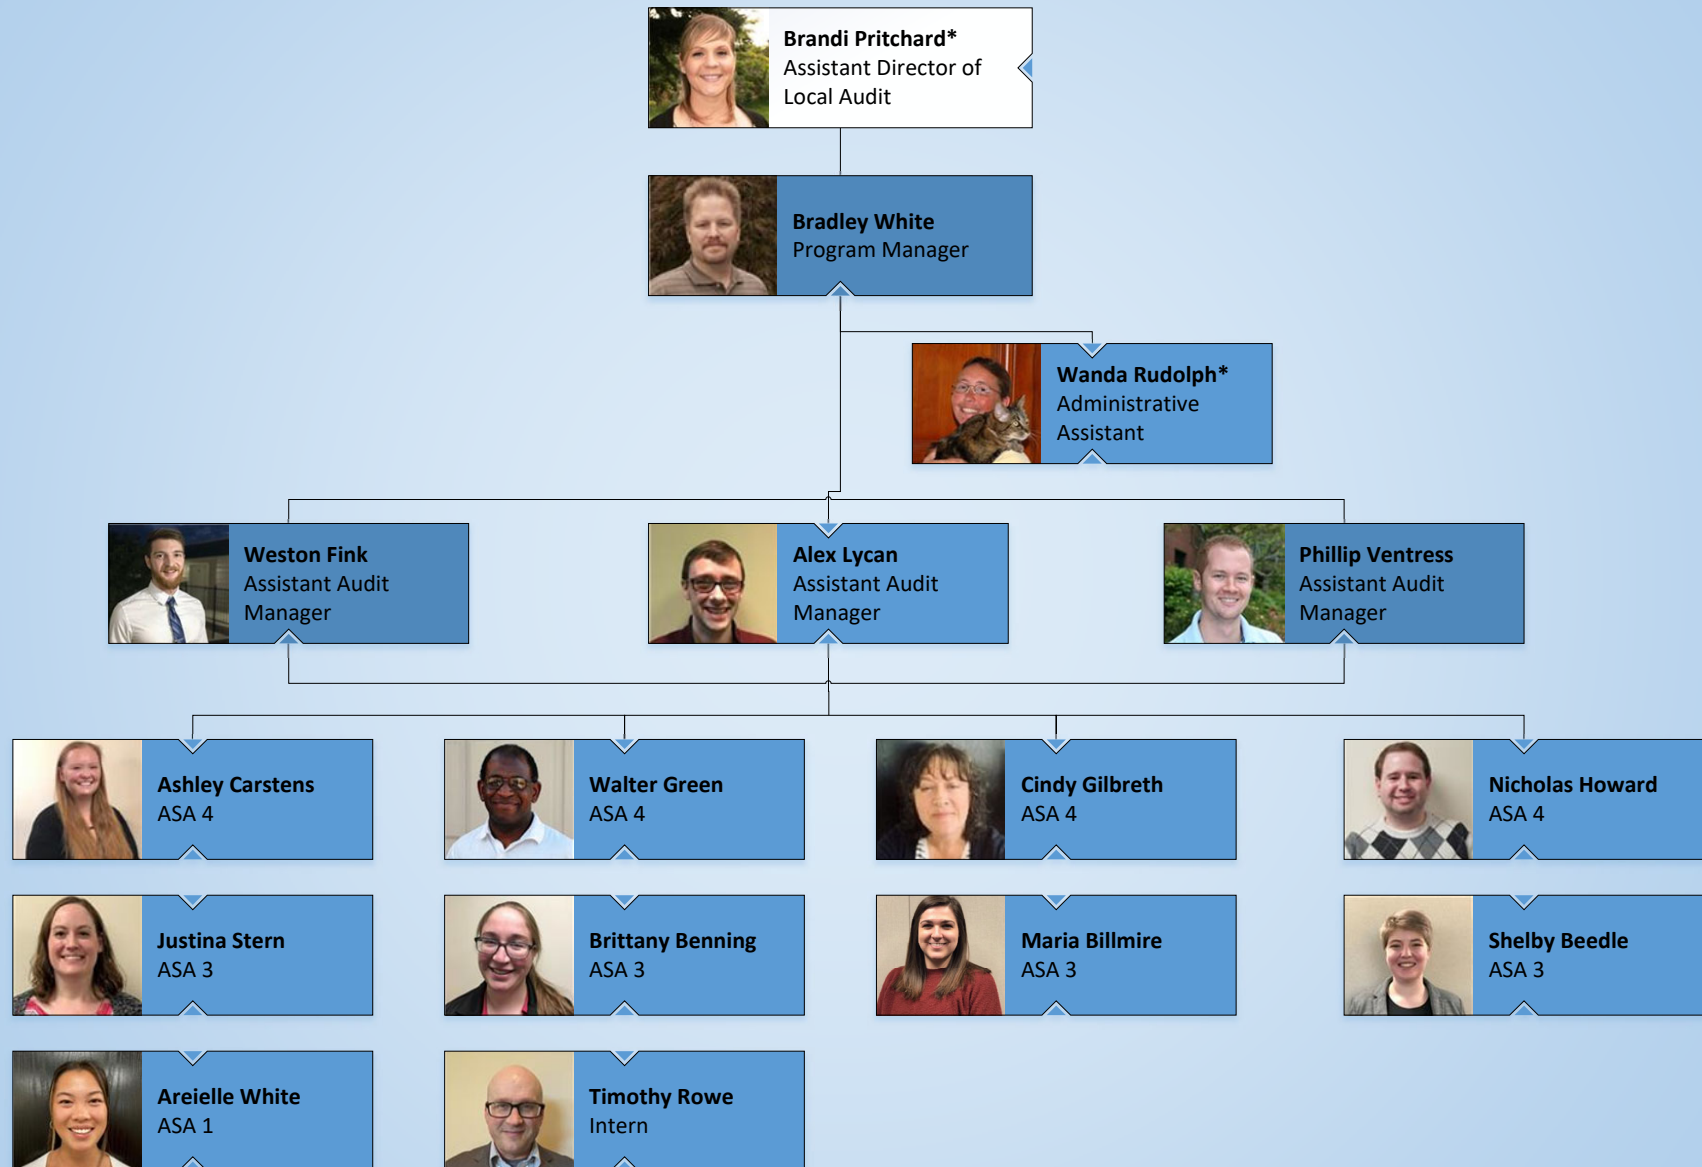 Brandi Pritchard*
Assistant Director of
Local Audit
Bradley White
Program Manager
Wanda Rudolph*
Administrative
Assistant
Weston Fink
Assistant Audit
Manager
Alex Lycan
Assistant Audit
Manager
Phillip Ventress
Assistant Audit
Manager
Ashley Carstens
ASA 4
Walter Green
ASA 4
Cindy Gilbreth
ASA 4
Nicholas Howard
ASA 4
Justina Stern
ASA 3
Brittany Benning
ASA 3
Maria Billmire
ASA 3
Shelby Beedle
ASA 3
Areielle White
ASA 1
Timothy Rowe
Intern